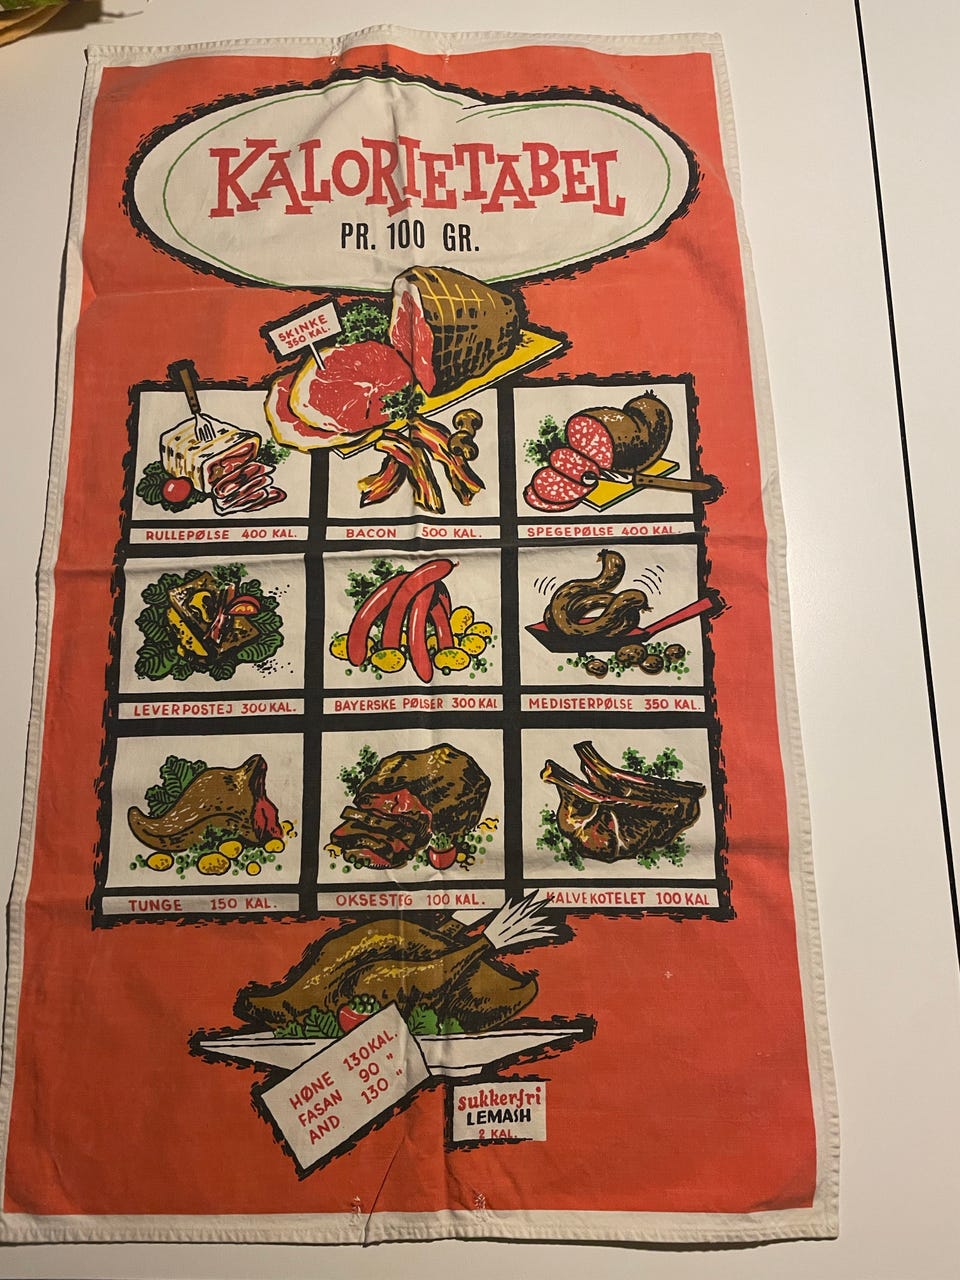 KALORIETABEL
PR. 100 GR.
SKINKE
350 KAL.
RULLEPØLSE 400 KAL.
BACON 500 KAL.
SPEGEPØLSE 400 KAL.
LEVERPOSTEJ 300 KAL.
BAYERSKE PØLSER 300 KAL
MEDISTERPØLSE 350 KAL.
TUNGE 150 KAL.
OKSESTEG 100 KAL.
KALVEKOTELET 100 KAL
HØNE 130 KAL.
FASAN 90 "
AND 130 "
sukkerfri
LEMASH
2 KAL.